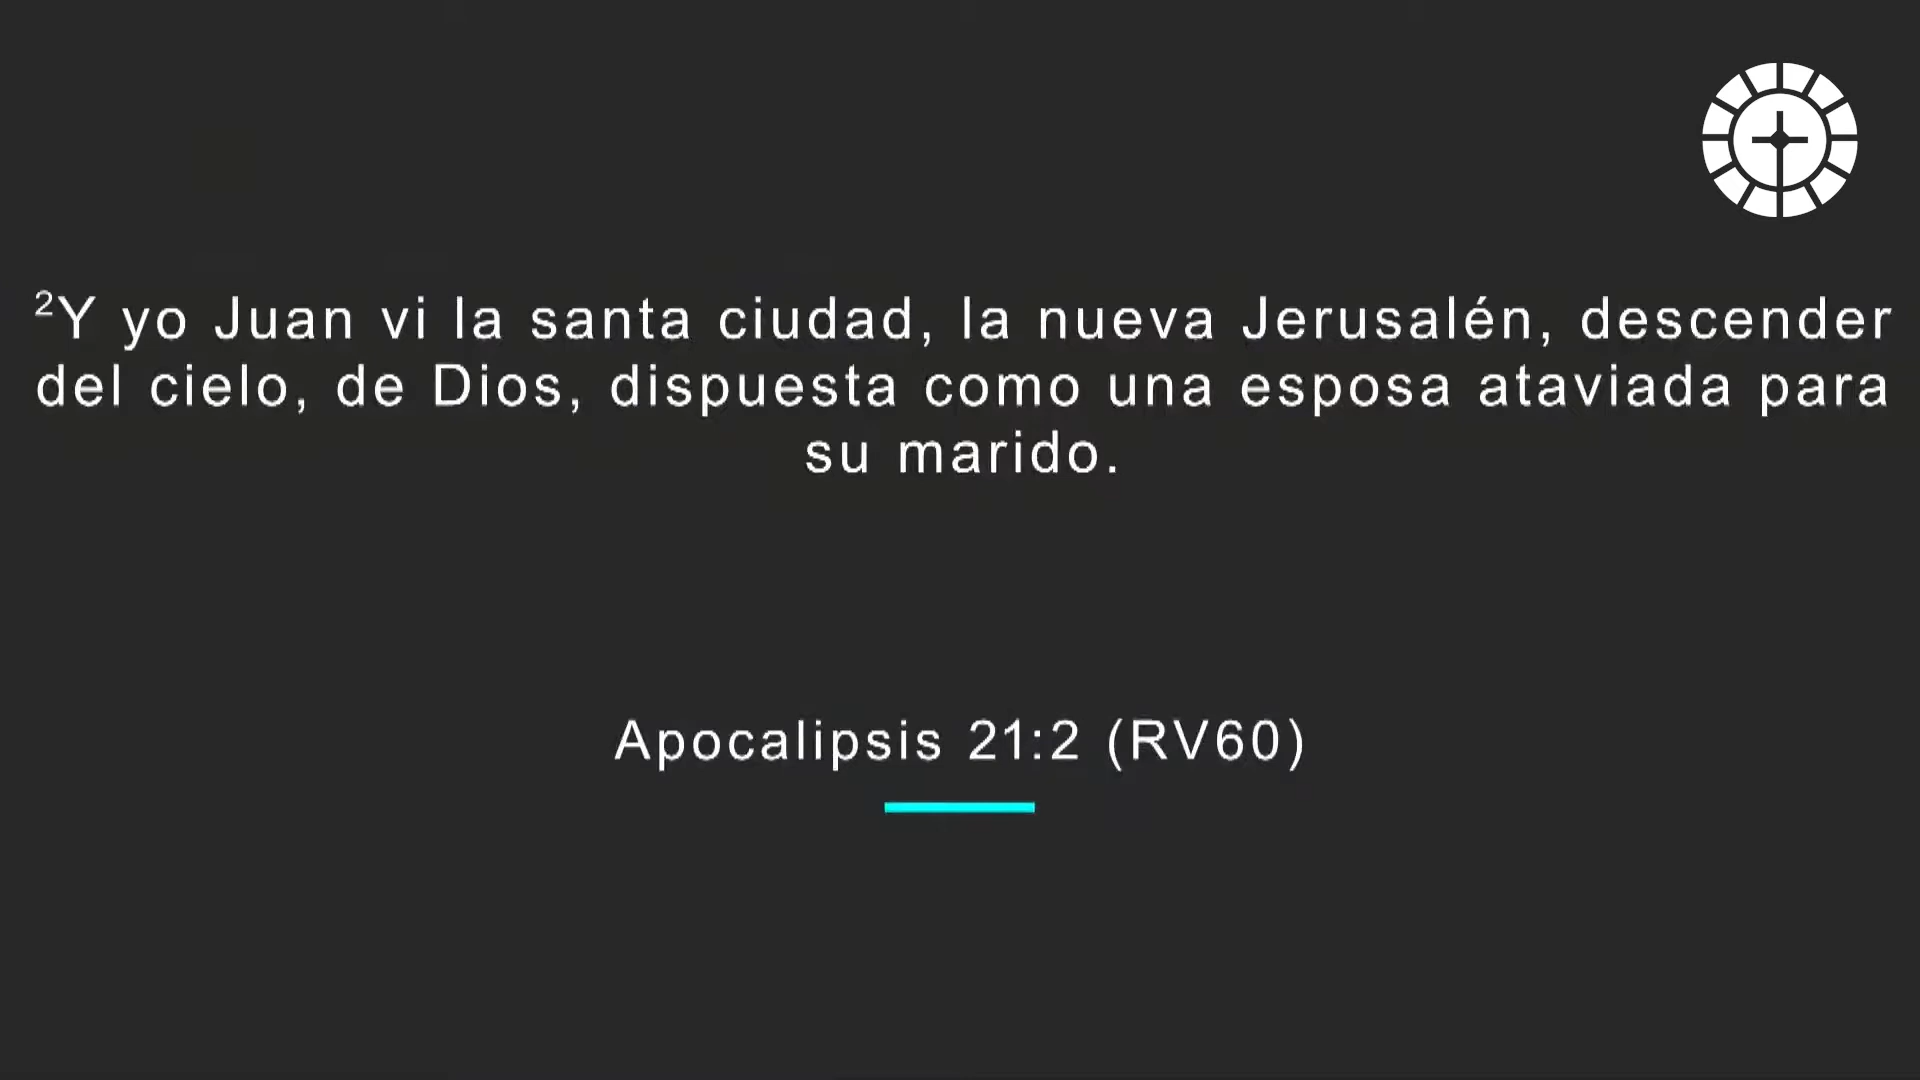 ²Y yo Juan vi la santa ciudad, la nueva Jerusalén, descender
del cielo, de Dios, dispuesta como una esposa ataviada para
su marido.
Apocalipsis 21:2 (RV60)